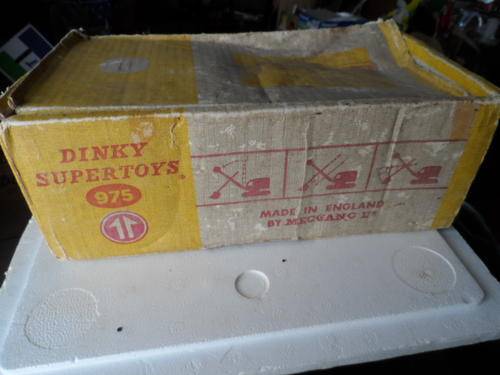 DINKY
SUPERTOYS
975
MADE IN ENGLAND
BY MECCANO LTD